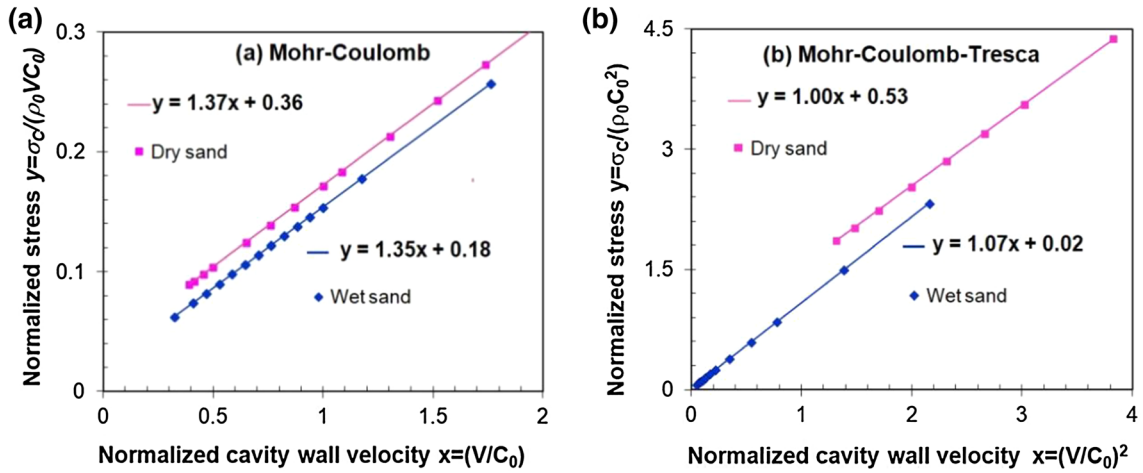 (a)
Normalized stress y=σc/(ρ0VC0)
0.3
0.2
0.1
0
(a) Mohr-Coulomb
y = 1.37x + 0.36
Dry sand
y = 1.35x + 0.18
Wet sand
0 0.5 1 1.5 2
Normalized cavity wall velocity x=(V/C0)
(b)
Normalized stress y=σc/(ρ0C0²)
4.5
3
1.5
0
(b) Mohr-Coulomb-Tresca
y = 1.00x + 0.53
Dry sand
y = 1.07x + 0.02
Wet sand
0 1 2 3 4
Normalized cavity wall velocity x=(V/C0)²